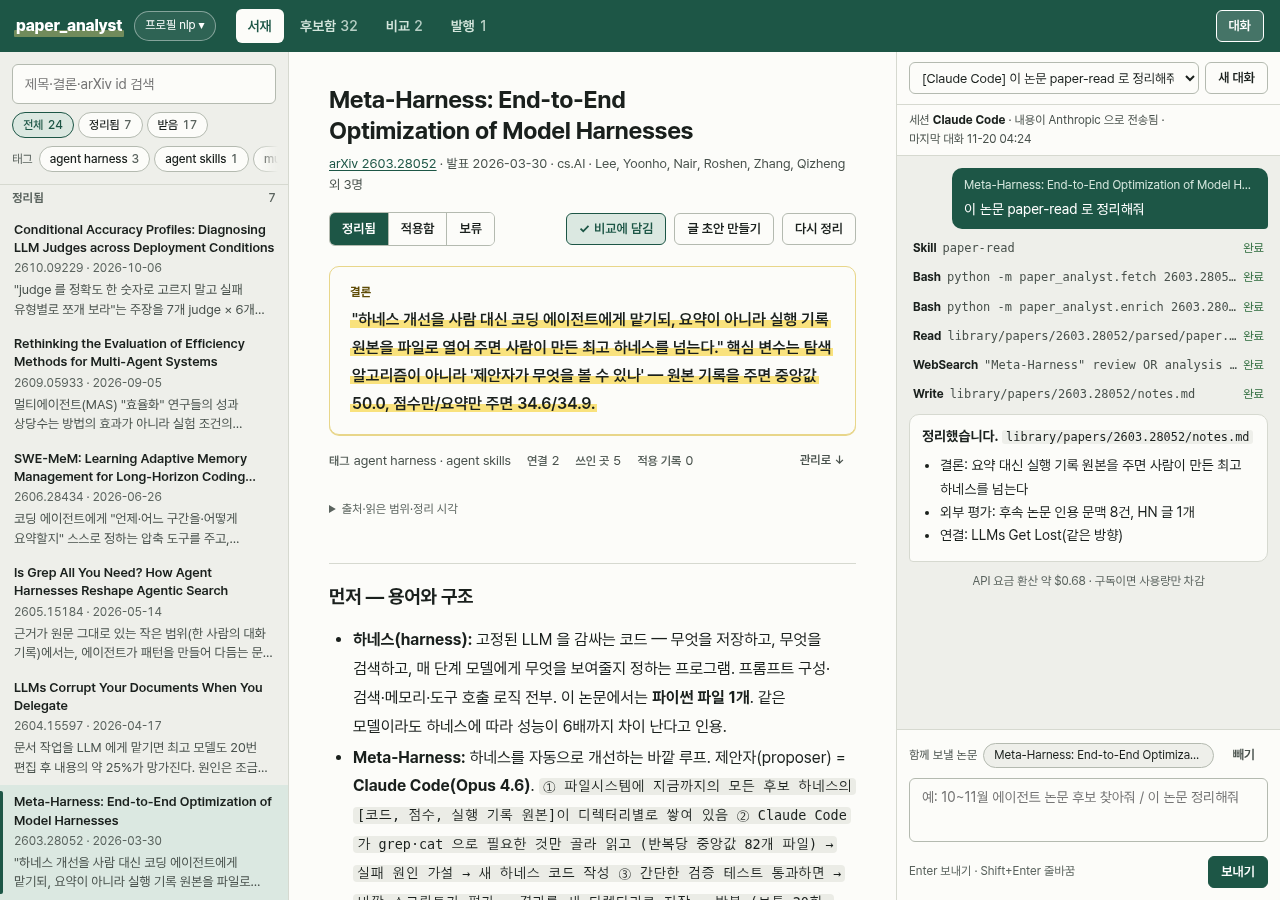 paper_analyst
프로필 nlp ▾
서재
후보함 32
비교 2
발행 1
대화
제목·결론·arXiv id 검색
전체 24
정리됨 7
받음 17
태그
agent harness 3
agent skills 1
정리됨
7
Conditional Accuracy Profiles: Diagnosing
LLM Judges across Deployment Conditions
2610.09229 · 2026-10-06
"judge 를 정확도 한 숫자로 고르지 말고 실패
유형별로 쪼개 보라"는 주장을 7개 judge × 6개...
Rethinking the Evaluation of Efficiency
Methods for Multi-Agent Systems
2609.05933 · 2026-09-05
멀티에이전트(MAS) "효율화" 연구들의 성과
상당수는 방법의 효과가 아니라 실험 조건의...
SWE-MeM: Learning Adaptive Memory
Management for Long-Horizon Coding...
2606.28434 · 2026-06-26
코딩 에이전트에게 "언제·어느 구간을·어떻게
요약할지" 스스로 정하는 압축 도구를 주고,...
Is Grep All You Need? How Agent
Harnesses Reshape Agentic Search
2605.15184 · 2026-05-14
근거가 원문 그대로 있는 작은 범위(한 사람의 대화
기록)에서는, 에이전트가 패턴을 만들어 다듬는 문...
LLMs Corrupt Your Documents When You
Delegate
2604.15597 · 2026-04-17
문서 작업을 LLM 에게 맡기면 최고 모델도 20번
편집 후 내용의 약 25%가 망가진다. 원인은 조금...
Meta-Harness: End-to-End Optimization of
Model Harnesses
2603.28052 · 2026-03-30
"하네스 개선을 사람 대신 코딩 에이전트에게
맡기되, 요약이 아니라 실행 기록 원본을 파일로...
Meta-Harness: End-to-End
Optimization of Model Harnesses
arXiv 2603.28052 · 발표 2026-03-30 · cs.AI · Lee, Yoonho, Nair, Roshen, Zhang, Qizheng
외 3명
정리됨
적용함
보류
✓ 비교에 담김
글 초안 만들기
다시 정리
결론
"하네스 개선을 사람 대신 코딩 에이전트에게 맡기되, 요약이 아니라 실행 기록
원본을 파일로 열어 주면 사람이 만든 최고 하네스를 넘는다." 핵심 변수는 탐색
알고리즘이 아니라 '제안자가 무엇을 볼 수 있나' — 원본 기록을 주면 중앙값
50.0, 점수만/요약만 주면 34.6/34.9.
태그 agent harness · agent skills
연결 2
쓰인 곳 5
적용 기록 0
관리로 ↓
▶ 출처·읽은 범위·정리 시각
먼저 — 용어와 구조
• 하네스(harness): 고정된 LLM 을 감싸는 코드 — 무엇을 저장하고, 무엇을
검색하고, 매 단계 모델에게 무엇을 보여줄지 정하는 프로그램. 프롬프트 구성·
검색·메모리·도구 호출 로직 전부. 이 논문에서는 파이썬 파일 1개. 같은
모델이라도 하네스에 따라 성능이 6배까지 차이 난다고 인용.
• Meta-Harness: 하네스를 자동으로 개선하는 바깥 루프. 제안자(proposer) =
Claude Code(Opus 4.6). ① 파일시스템에 지금까지의 모든 후보 하네스의
[코드, 점수, 실행 기록 원본]이 디렉터리별로 쌓여 있음 ② Claude Code
가 grep·cat 으로 필요한 것만 골라 읽고 (반복당 중앙값 82개 파일) →
실패 원인 가설 → 새 하네스 코드 작성 ③ 간단한 검증 테스트 통과하면 →
[Claude Code] 이 논문 paper-read 로 정리해줘
새 대화
세션 Claude Code · 내용이 Anthropic 으로 전송됨 ·
마지막 대화 11-20 04:24
Meta-Harness: End-to-End Optimization of Model H...
이 논문 paper-read 로 정리해줘
Skill paper-read 완료
Bash python -m paper_analyst.fetch 2603.2805… 완료
Bash python -m paper_analyst.enrich 2603.280… 완료
Read library/papers/2603.28052/parsed/paper.… 완료
WebSearch "Meta-Harness" review OR analysis … 완료
Write library/papers/2603.28052/notes.md 완료
정리했습니다. library/papers/2603.28052/notes.md
• 결론: 요약 대신 실행 기록 원본을 주면 사람이 만든 최고
하네스를 넘는다
• 외부 평가: 후속 논문 인용 문맥 8건, HN 글 1개
• 연결: LLMs Get Lost(같은 방향)
API 요금 환산 약 $0.68 · 구독이면 사용량만 차감
함께 보낼 논문
Meta-Harness: End-to-End Optimiza...
빼기
예: 10~11월 에이전트 논문 후보 찾아줘 / 이 논문 정리해줘
Enter 보내기 · Shift+Enter 줄바꿈
보내기